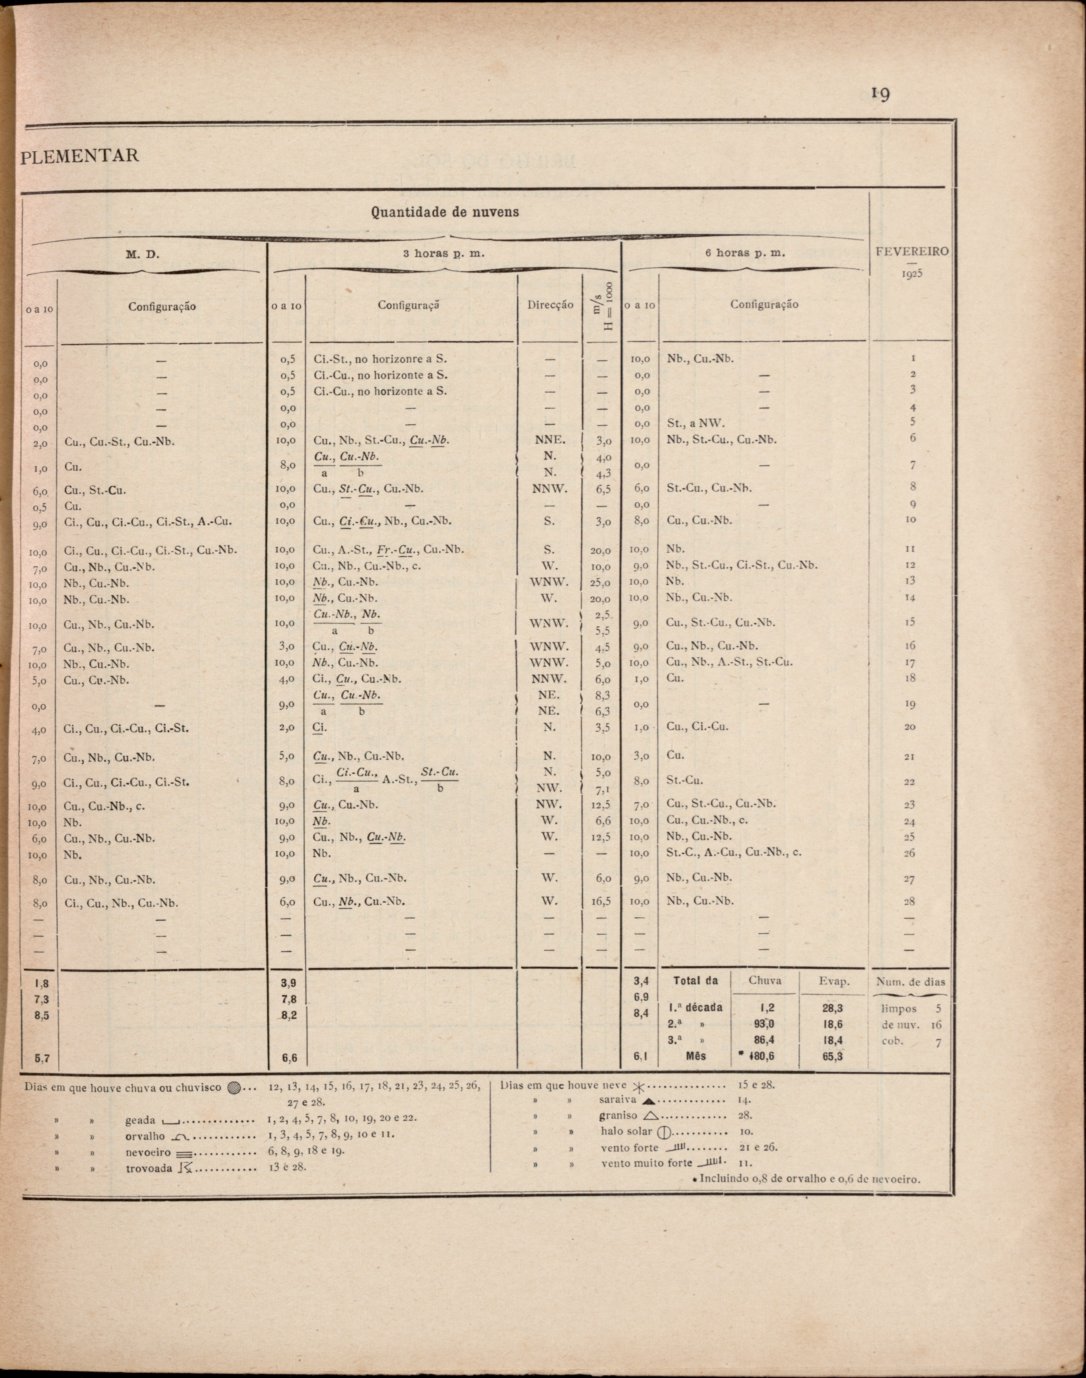 19
PLEMENTAR
Quantidade de nuvens
M. D. 3 horas p. m. 6 horas p. m. FEVEREIRO
1925
0 a 10 Configuração 0 a 10 Configuraçã Direcção m/s H = 1000 0 a 10 Configuração
0,0 — 0,5 Ci.-St., no horizonre a S. — — 10,0 Nb., Cu.-Nb. 1
0,0 — 0,5 Ci.-Cu., no horizonte a S. — — 0,0 — 2
0,0 — 0,5 Ci.-Cu., no horizonte a S. — — 0,0 — 3
0,0 — 0,0 — — — 0,0 — 4
0,0 — 0,0 — — — 0,0 St., a NW. 5
2,0 Cu., Cu.-St., Cu.-Nb. 10,0 Cu., Nb., St.-Cu., Cu.-Nb. NNE. 3,0 10,0 Nb., St.-Cu., Cu.-Nb. 6
Cu., Cu.-Nb. N. 4,0
1,0 Cu. 8,0 0,0 — 7
a b N. 4,3
6,0 Cu., St.-Cu. 10,0 Cu., St.-Cu., Cu.-Nb. NNW. 6,5 6,0 St.-Cu., Cu.-Nb. 8
0,5 Cu. 0,0 — — — 0,0 — 9
9,0 Ci., Cu., Ci.-Cu., Ci.-St., A.-Cu. 10,0 Cu., Ci.-Cu., Nb., Cu.-Nb. S. 3,0 8,0 Cu., Cu.-Nb. 10
10,0 Ci., Cu., Ci.-Cu., Ci.-St., Cu.-Nb. 10,0 Cu., A.-St., Fr.-Cu., Cu.-Nb. S. 20,0 10,0 Nb. 11
7,0 Cu., Nb., Cu.-Nb. 10,0 Cu., Nb., Cu.-Nb., c. W. 10,0 9,0 Nb., St.-Cu., Ci.-St., Cu.-Nb. 12
10,0 Nb., Cu.-Nb. 10,0 Nb., Cu.-Nb. WNW. 25,0 10,0 Nb. 13
10,0 Nb., Cu.-Nb. 10,0 Nb., Cu.-Nb. W. 20,0 10,0 Nb., Cu.-Nb. 14
Cu.-Nb., Nb. 2,5
10,0 Cu., Nb., Cu.-Nb. 10,0 WNW. 9,0 Cu., St.-Cu., Cu.-Nb. 15
a b 5,5
7,0 Cu., Nb., Cu.-Nb. 3,0 Cu., Cu.-Nb. WNW. 4,5 9,0 Cu., Nb., Cu.-Nb. 16
10,0 Nb., Cu.-Nb. 10,0 Nb., Cu.-Nb. WNW. 5,0 10,0 Cu., Nb., A.-St., St.-Cu. 17
5,0 Cu., Cu.-Nb. 4,0 Ci., Cu., Cu.-Nb. NNW. 6,0 1,0 Cu. 18
Cu., Cu.-Nb. NE. 8,3
0,0 — 9,0 0,0 — 19
a b NE. 6,3
4,0 Ci., Cu., Ci.-Cu., Ci.-St. 2,0 Ci. N. 3,5 1,0 Cu., Ci.-Cu. 20
7,0 Cu., Nb., Cu.-Nb. 5,0 Cu., Nb., Cu.-Nb. N. 10,0 3,0 Cu. 21
9,0 Ci., Cu., Ci.-Cu., Ci.-St. 8,0 Ci., Ci.-Cu., A.-St., St.-Cu. N. 5,0 8,0 St.-Cu. 22
a b NW. 7,1
10,0 Cu., Cu.-Nb., c. 9,0 Cu., Cu.-Nb. NW. 12,5 7,0 Cu., St.-Cu., Cu.-Nb. 23
10,0 Nb. 10,0 Nb. W. 6,6 10,0 Cu., Cu.-Nb., c. 24
6,0 Cu., Nb., Cu.-Nb. 9,0 Cu., Nb., Cu.-Nb. W. 12,5 10,0 Nb., Cu.-Nb. 25
10,0 Nb. 10,0 Nb. — — 10,0 St.-C., A.-Cu., Cu.-Nb., c. 26
8,0 Cu., Nb., Cu.-Nb. 9,0 Cu., Nb., Cu.-Nb. W. 6,0 9,0 Nb., Cu.-Nb. 27
8,0 Ci., Cu., Nb., Cu.-Nb. 6,0 Cu., Nb., Cu.-Nb. W. 16,5 10,0 Nb., Cu.-Nb. 28
— — — — — — — — —
— — — — — — — — —
— — — — — — — — —
1,8 3,9 3,4 Total da Chuva Evap. Num. de dias
7,3 7,8 6,9
8,5 8,2 8,4 1.ª década 1,2 28,3 limpos 5
2.ª » 93,0 18,6 de nuv. 16
3.ª » 86,4 18,4 cob. 7
5,7 6,6 6,1 Mês * 180,6 65,3
Dias em que houve chuva ou chuvisco ... 12, 13, 14, 15, 16, 17, 18, 21, 23, 24, 25, 26,
27 e 28.
» » geada .............. 1, 2, 4, 5, 7, 8, 10, 19, 20 e 22.
» » orvalho ............ 1, 3, 4, 5, 7, 8, 9, 10 e 11.
» » nevoeiro ............ 6, 8, 9, 18 e 19.
» » trovoada ............ 13 e 28.
Dias em que houve neve ............... 15 e 28.
» » saraiva ............. 14.
» » graniso ............. 28.
» » halo solar ........... 10.
» » vento forte ........ 21 e 26.
» » vento muito forte . 11.
* Incluindo 0,8 de orvalho e 0,6 de nevoeiro.